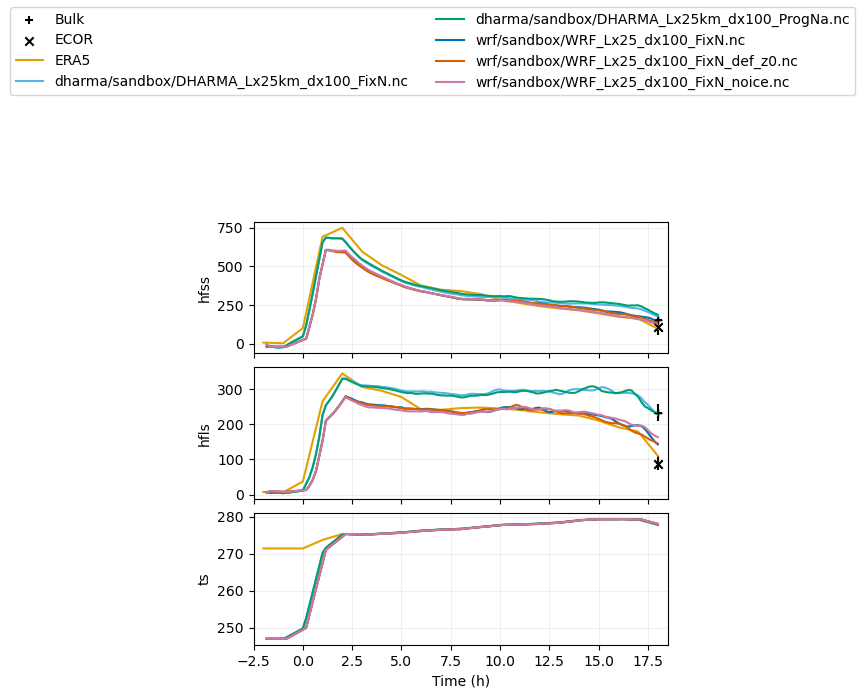 Bulk
ECOR
ERA5
dharma/sandbox/DHARMA_Lx25km_dx100_FixN.nc
dharma/sandbox/DHARMA_Lx25km_dx100_ProgNa.nc
wrf/sandbox/WRF_Lx25_dx100_FixN.nc
wrf/sandbox/WRF_Lx25_dx100_FixN_def_z0.nc
wrf/sandbox/WRF_Lx25_dx100_FixN_noice.nc
750
500
250
0
hfss
300
200
100
0
hfls
280
270
260
250
ts
−2.5 0.0 2.5 5.0 7.5 10.0 12.5 15.0 17.5
Time (h)